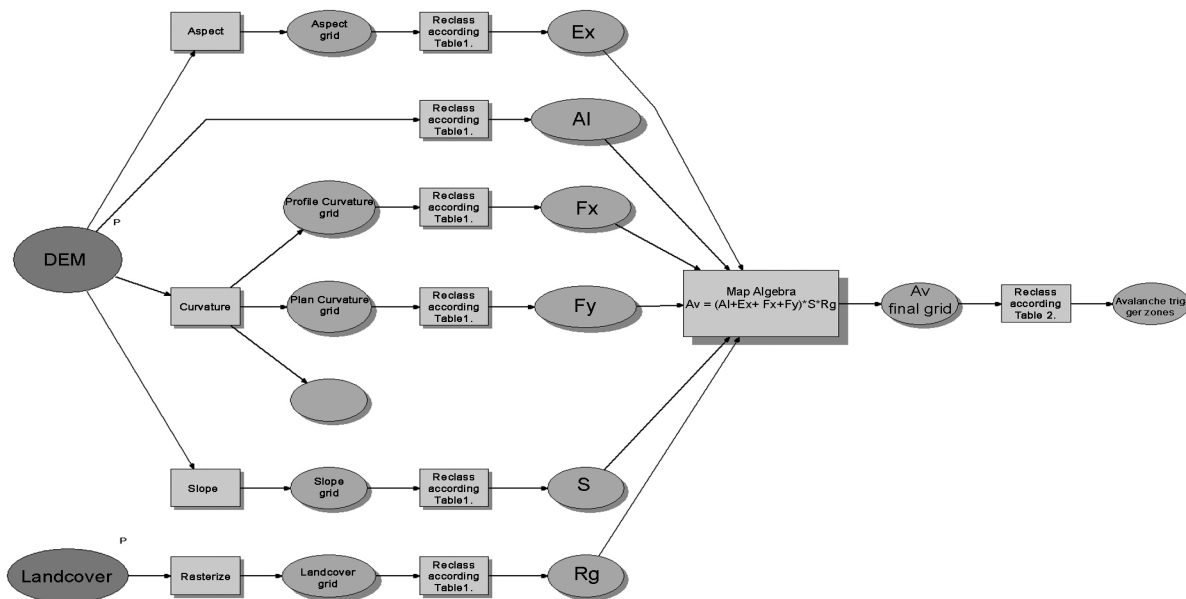 Aspect
Aspect
grid
Reclass
according
Table1.
Ex
Reclass
according
Table1.
Al
P
DEM
Profile Curvature
grid
Reclass
according
Table1.
Fx
Curvature
Plan Curvature
grid
Reclass
according
Table1.
Fy
Map Algebra
Av = (Al+Ex+ Fx+Fy)*S*Rg
Av
final grid
Reclass
according
Table 2.
Avalanche trig
ger zones
Slope
Slope
grid
Reclass
according
Table1.
S
P
Landcover
Rasterize
Landcover
grid
Reclass
according
Table1.
Rg